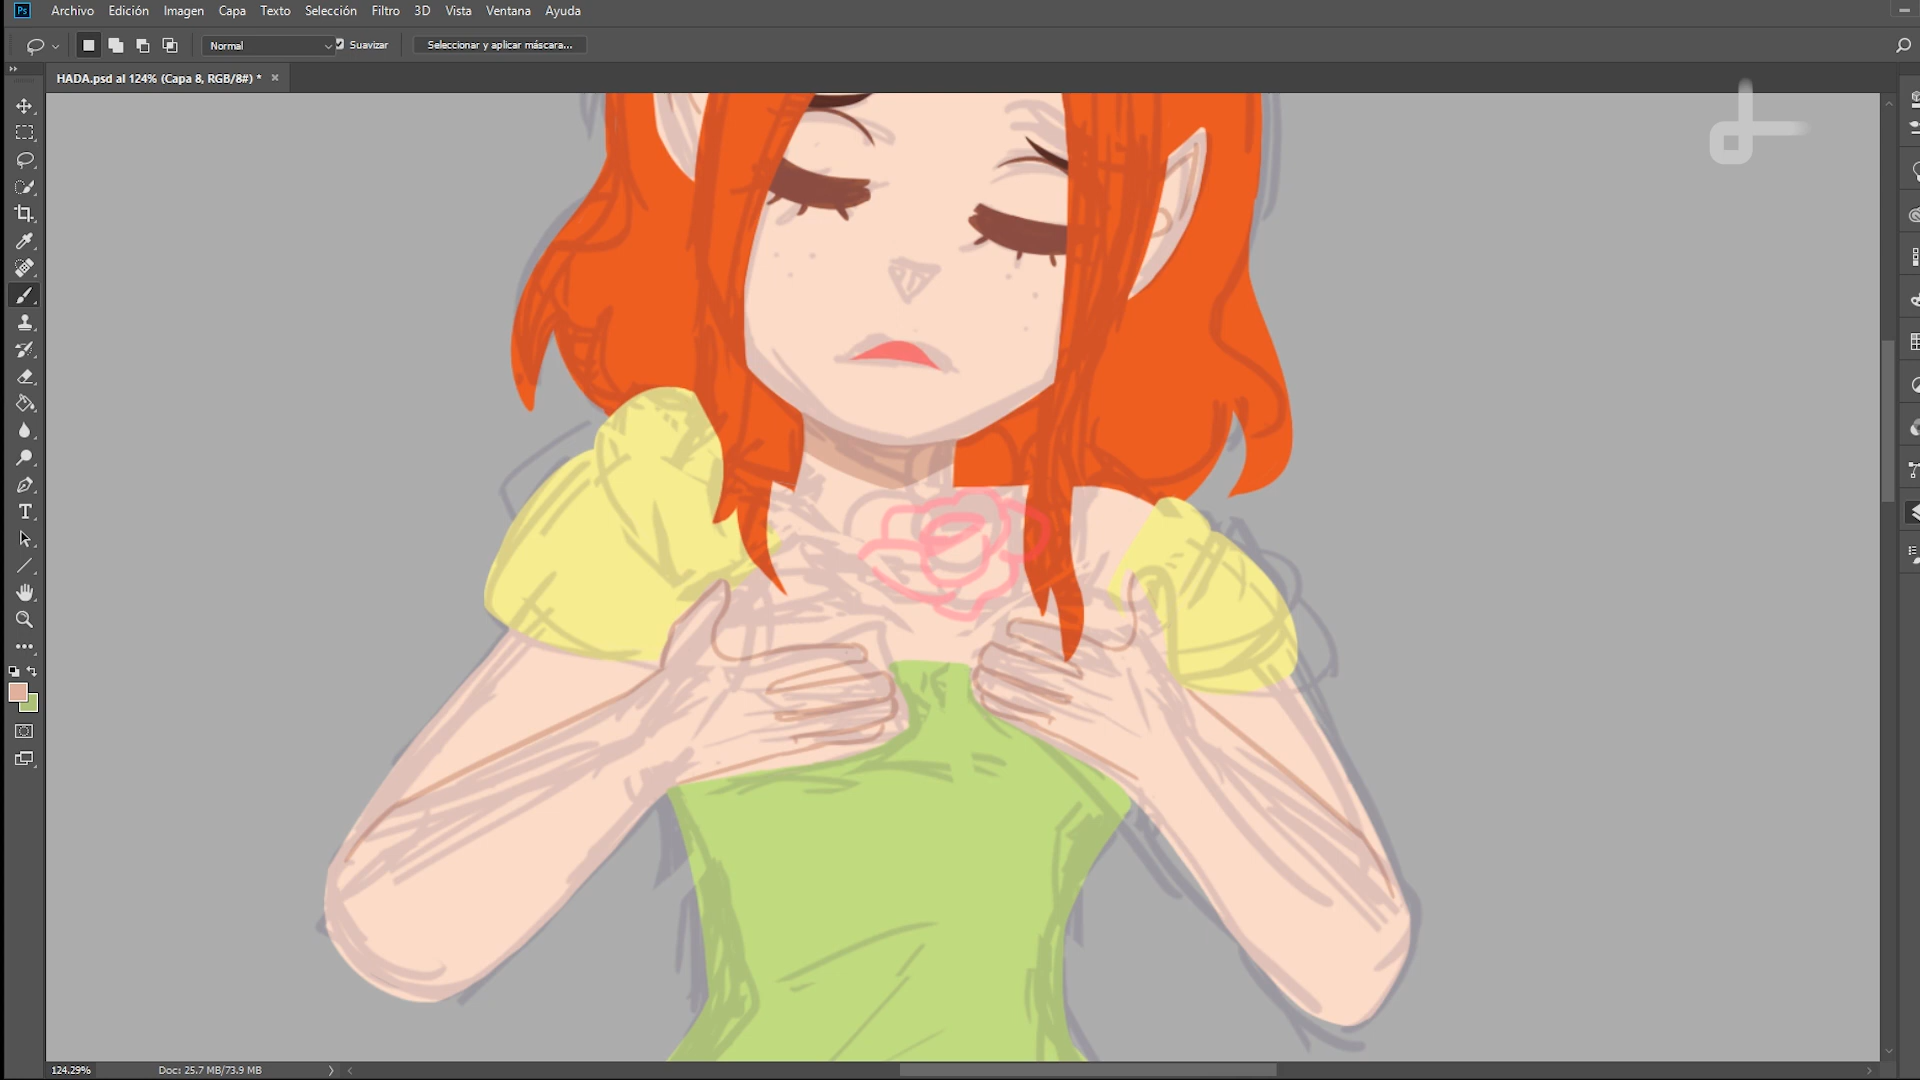 Ps Archivo Edición Imagen Capa Texto Selección Filtro 3D Vista Ventana Ayuda
Normal Suavizar Seleccionar y aplicar máscara...
HADA.psd al 124% (Capa 8, RGB/8#) * ×
124.29% Doc: 25.7 MB/73.9 MB